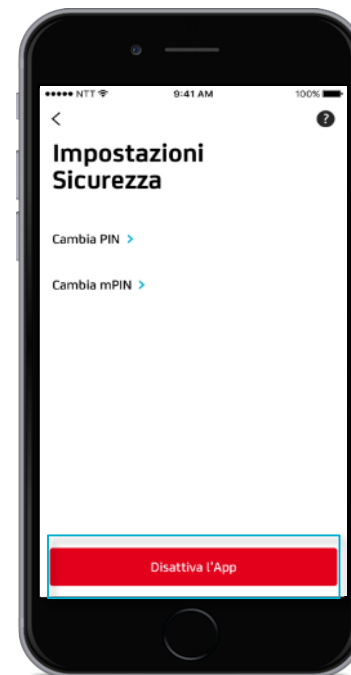 NTT 9:41 AM 100%
?
Impostazioni
Sicurezza
Cambia PIN >
Cambia mPIN >
Disattiva l'App